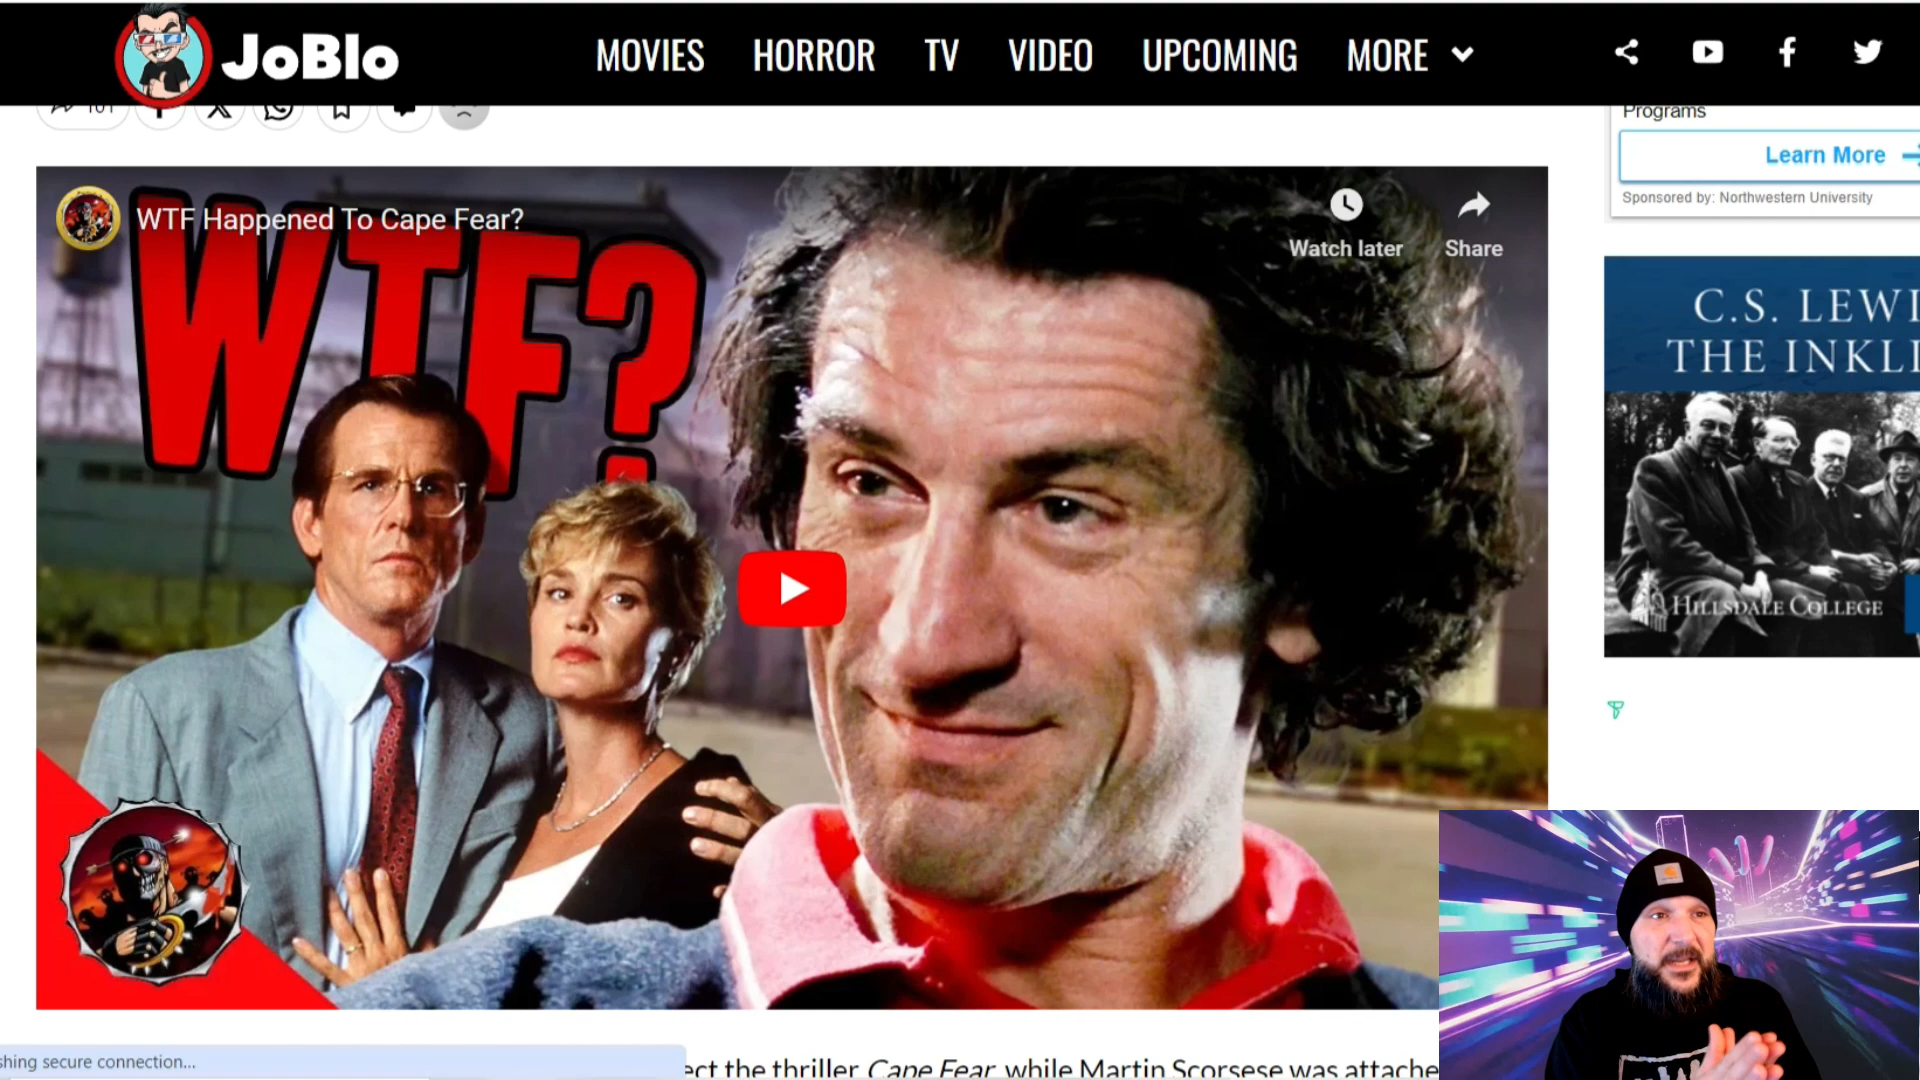 JoBlo
MOVIES HORROR TV VIDEO UPCOMING MORE
Programs
Learn More
Sponsored by: Northwestern University
WTF Happened To Cape Fear?
Watch later
Share
WTF?
C.S. LEWI
THE INKLI
HILLSDALE COLLEGE
shing secure connection...
ect the thriller Cape Fear, while Martin Scorsese was attache